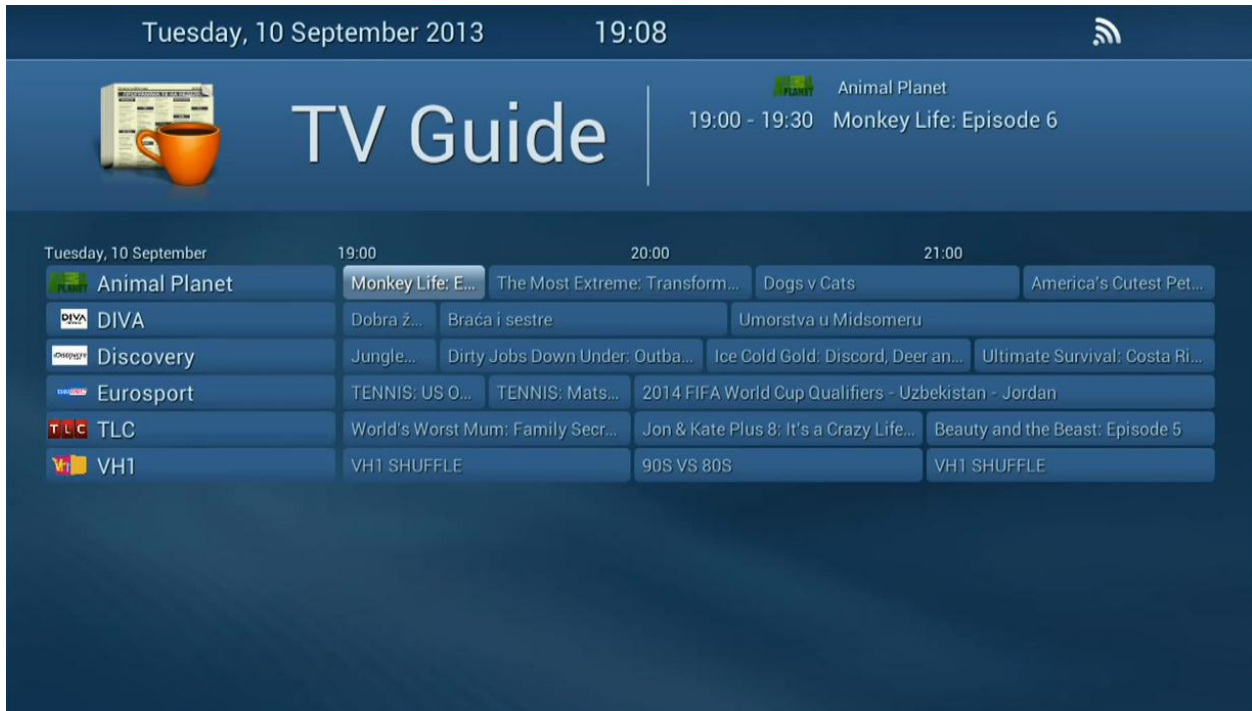 Tuesday, 10 September 2013 19:08
TV Guide
PLANET Animal Planet
19:00 - 19:30 Monkey Life: Episode 6
Tuesday, 10 September 19:00 20:00 21:00
PLANET Animal Planet Monkey Life: E... The Most Extreme: Transform... Dogs v Cats America's Cutest Pet...
DIVA DIVA Dobra ž... Braća i sestre Umorstva u Midsomeru
Discovery Discovery Jungle... Dirty Jobs Down Under: Outba... Ice Cold Gold: Discord, Deer an... Ultimate Survival: Costa Ri...
Eurosport TENNIS: US O... TENNIS: Mats... 2014 FIFA World Cup Qualifiers - Uzbekistan - Jordan
TLC TLC World's Worst Mum: Family Secr... Jon & Kate Plus 8: It's a Crazy Life... Beauty and the Beast: Episode 5
VH1 VH1 VH1 SHUFFLE 90S VS 80S VH1 SHUFFLE